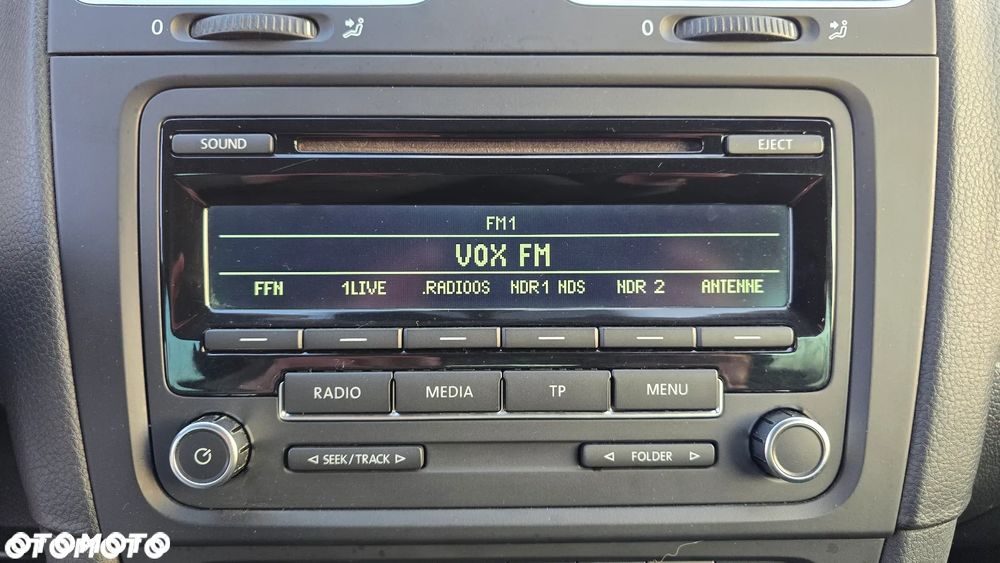 0 0
SOUND EJECT
FM1
VOX FM
FFN 1LIVE .RADIOOS NDR1 NDS NDR 2 ANTENNE
RADIO MEDIA TP MENU
SEEK/TRACK FOLDER
OTOMOTO